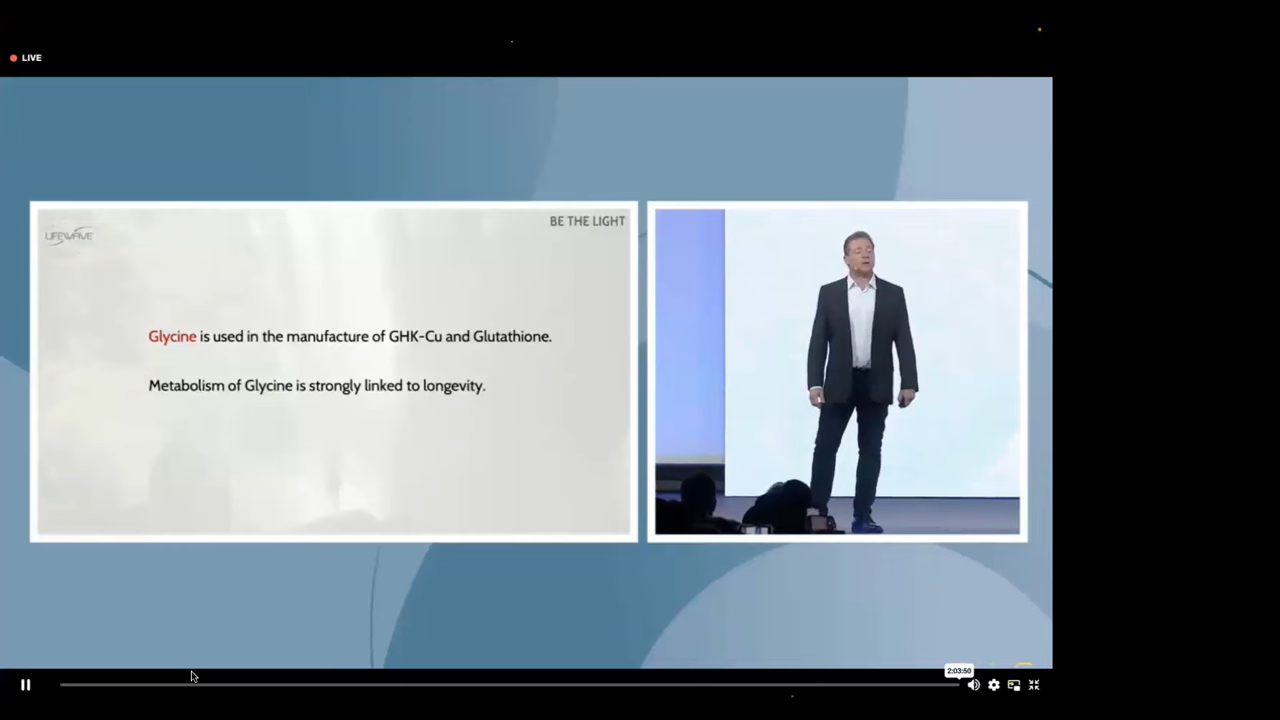 LIVE
BE THE LIGHT
LIFEWAVE
Glycine is used in the manufacture of GHK-Cu and Glutathione.
Metabolism of Glycine is strongly linked to longevity.
2:03:50